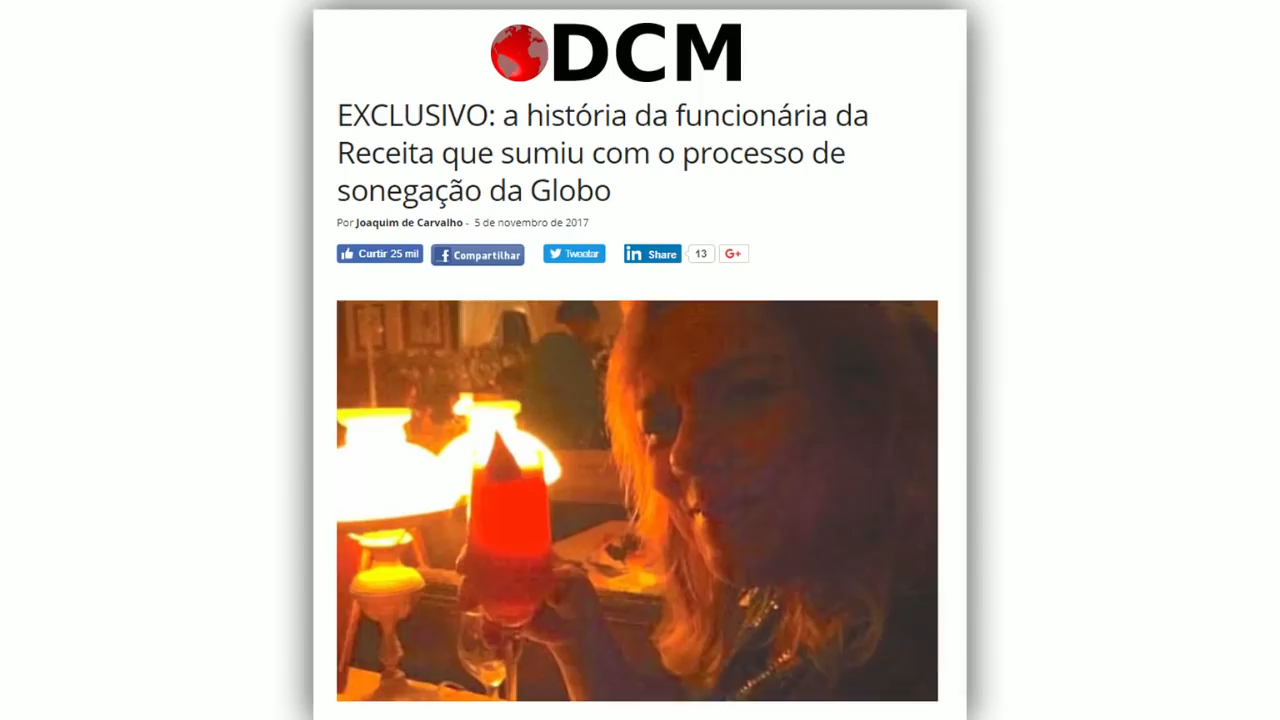 DCM
EXCLUSIVO: a história da funcionária da
Receita que sumiu com o processo de
sonegação da Globo
Por Joaquim de Carvalho - 5 de novembro de 2017
Curtir 25 mil Compartilhar Tweetar in Share 13 G+